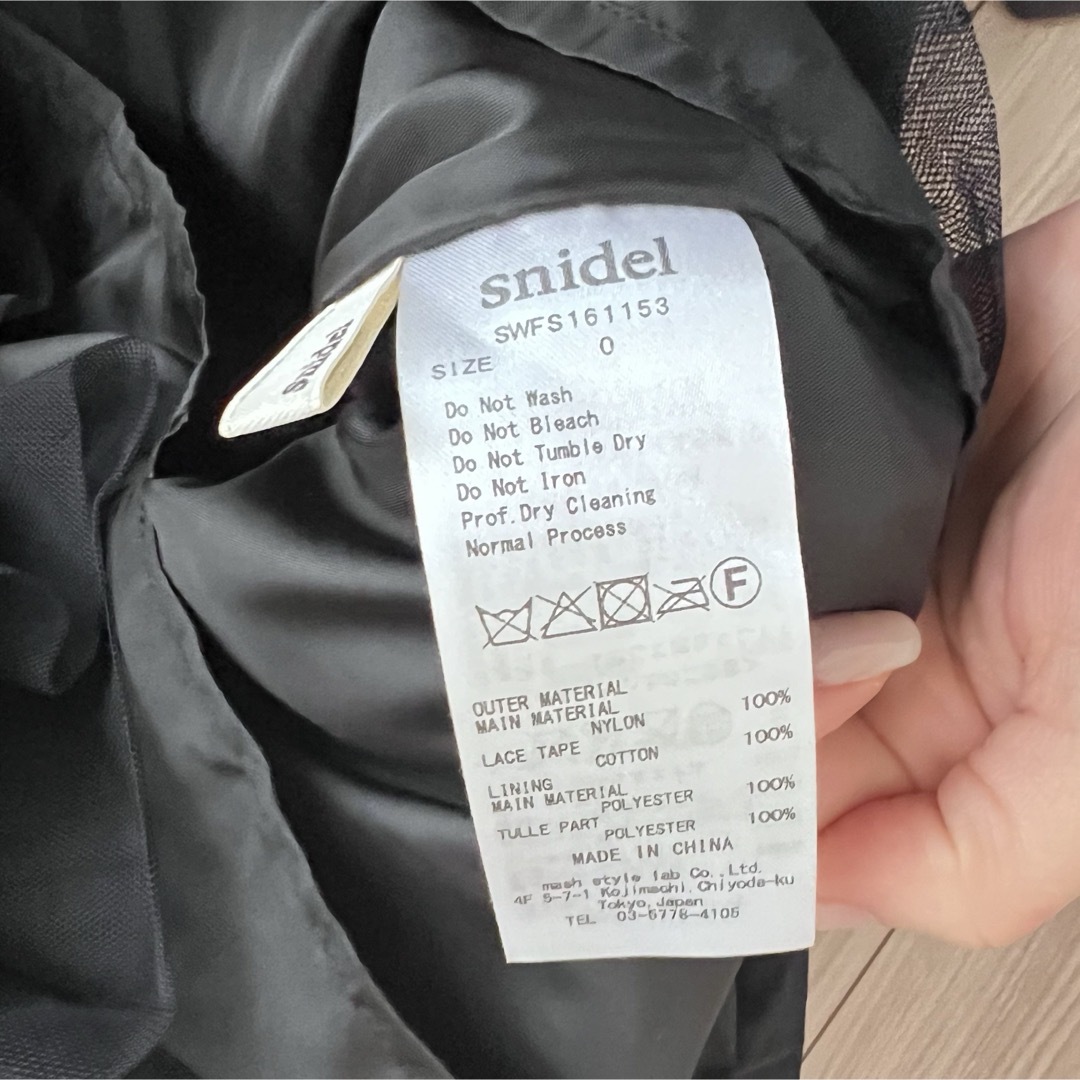 snidel
SWFS161153
SIZE 0
Do Not Wash
Do Not Bleach
Do Not Tumble Dry
Do Not Iron
Prof.Dry Cleaning
Normal Process
F
OUTER MATERIAL
MAIN MATERIAL
NYLON 100%
LACE TAPE COTTON 100%
LINING
MAIN MATERIAL
POLYESTER 100%
TULLE PART POLYESTER 100%
MADE IN CHINA
mash style lab Co.,Ltd.
4F 5-7-1 Kojimachi,Chiyoda-ku
Tokyo,Japan
TEL 03-5778-4105
snidel